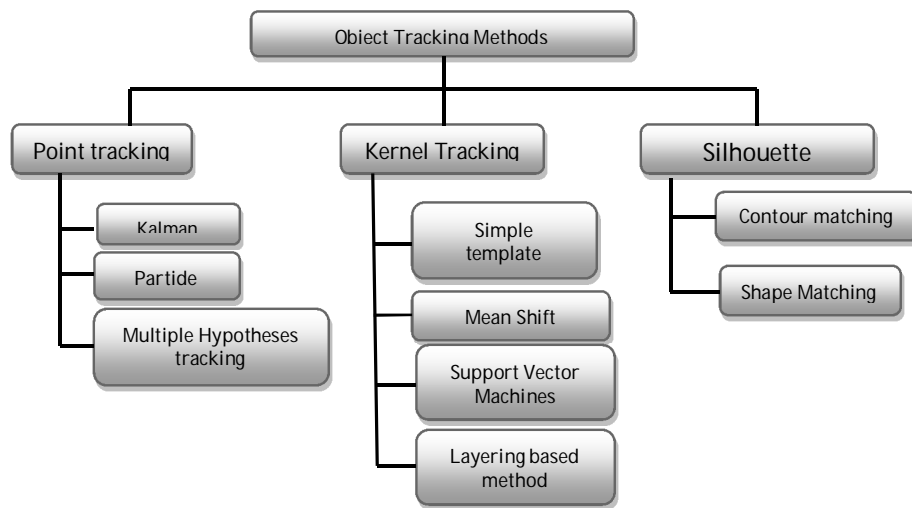 Object Tracking Methods
Point tracking
Kalman
Partide
Multiple Hypotheses
tracking
Kernel Tracking
Simple
template
Mean Shift
Support Vector
Machines
Layering based
method
Silhouette
Contour matching
Shape Matching